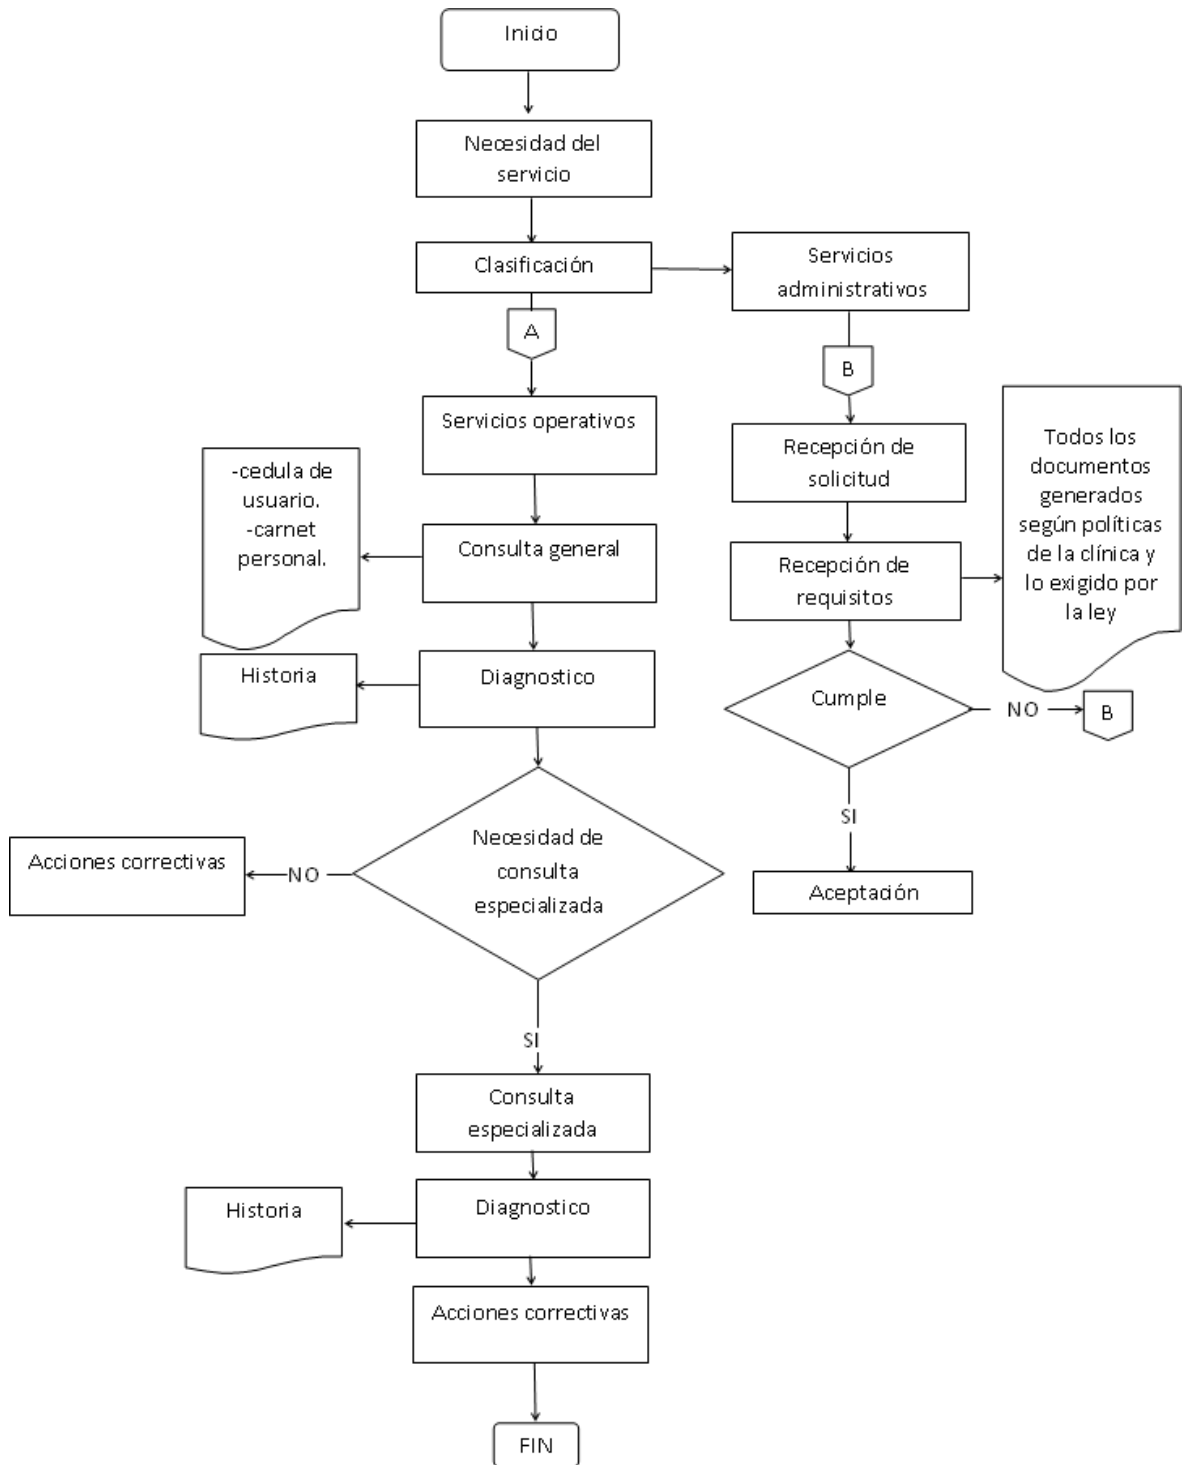 Inicio
Necesidad del
servicio
Clasificación
Servicios
administrativos
A
B
Servicios operativos
Recepción de
solicitud
Todos los
documentos
generados
según políticas
de la clínica y
lo exigido por
la ley
-cedula de
usuario.
-carnet
personal.
Consulta general
Recepción de
requisitos
Historia
Diagnostico
Cumple
NO
B
SI
Necesidad de
consulta
especializada
NO
Acciones correctivas
Aceptación
SI
Consulta
especializada
Historia
Diagnostico
Acciones correctivas
FIN